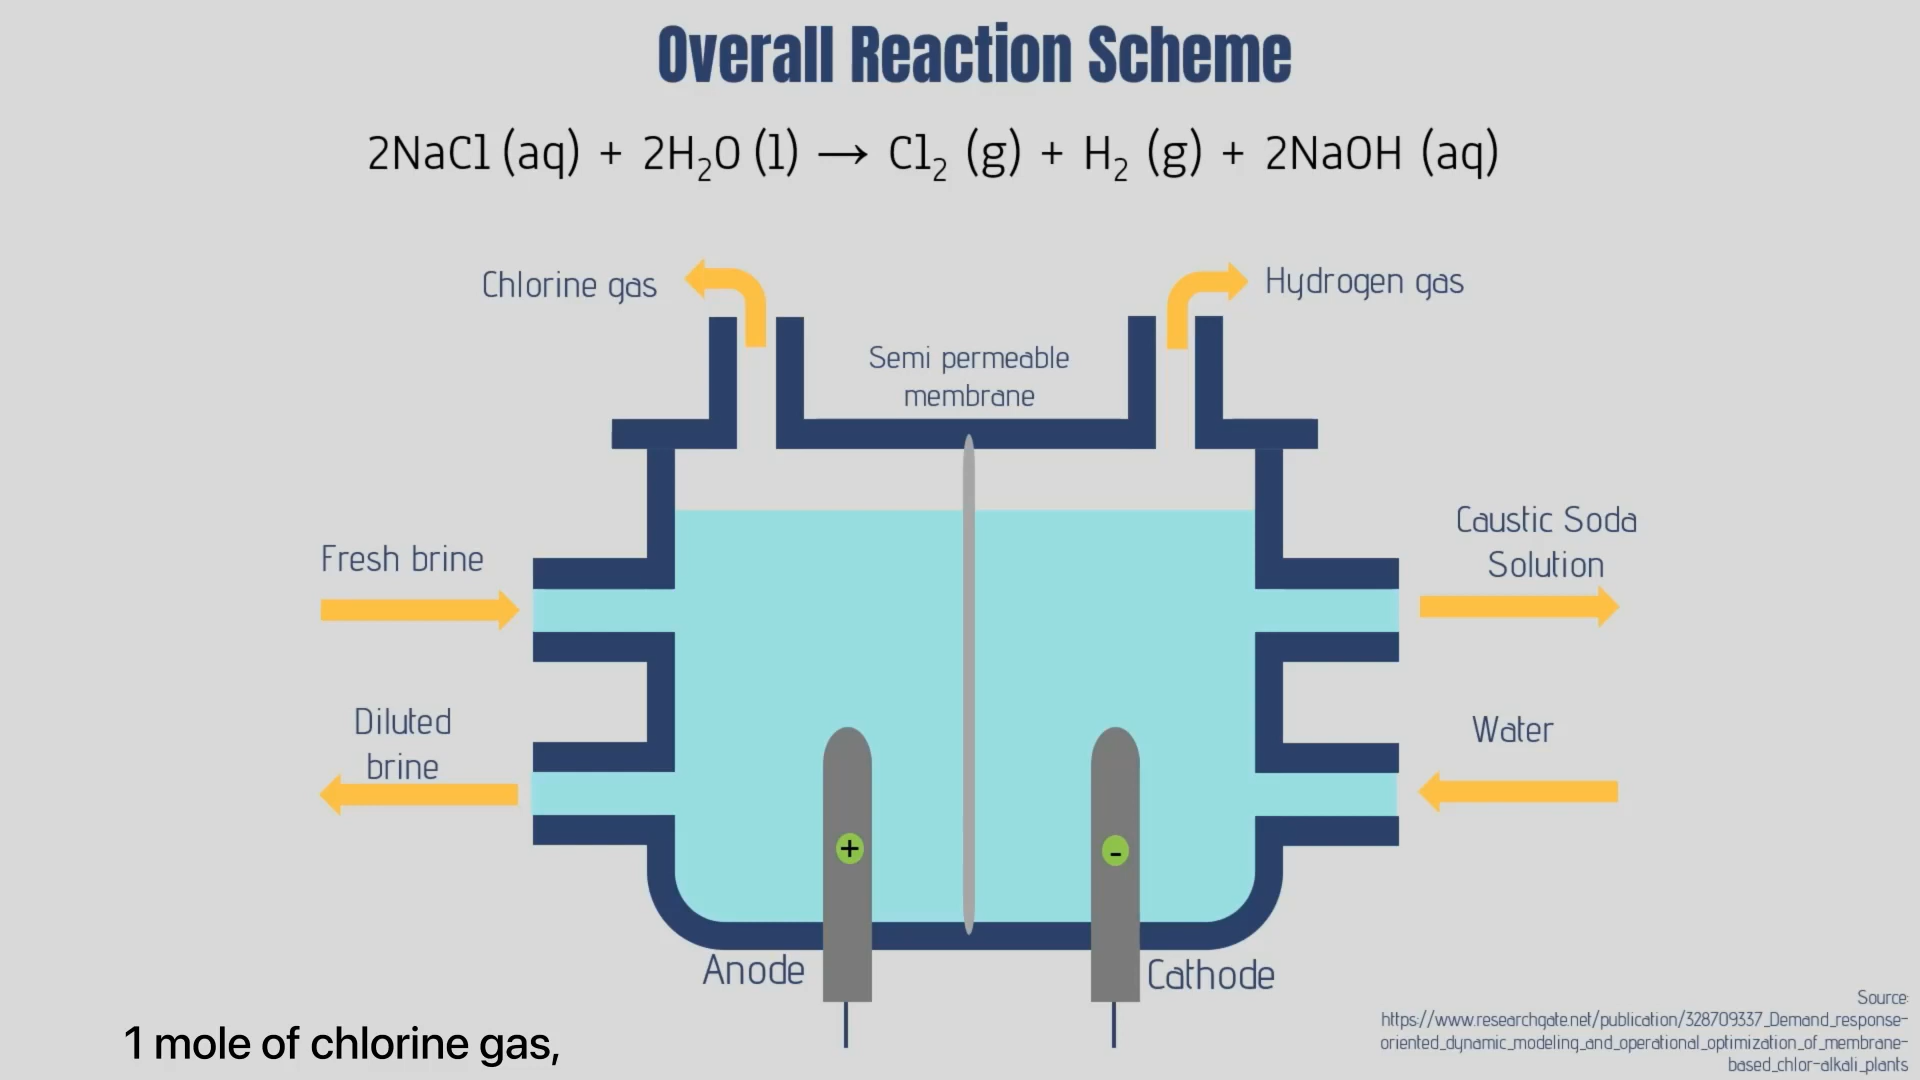 Overall Reaction Scheme
2NaCl (aq) + 2H₂O (l) → Cl₂ (g) + H₂ (g) + 2NaOH (aq)
Chlorine gas
Hydrogen gas
Semi permeable
membrane
Fresh brine
Caustic Soda
Solution
Diluted
brine
Water
+
-
Anode
Cathode
1 mole of chlorine gas,
Source:
https://www.researchgate.net/publication/328709337_Demand_response-
oriented_dynamic_modeling_and_operational_optimization_of_membrane-
based_chlor-alkali_plants